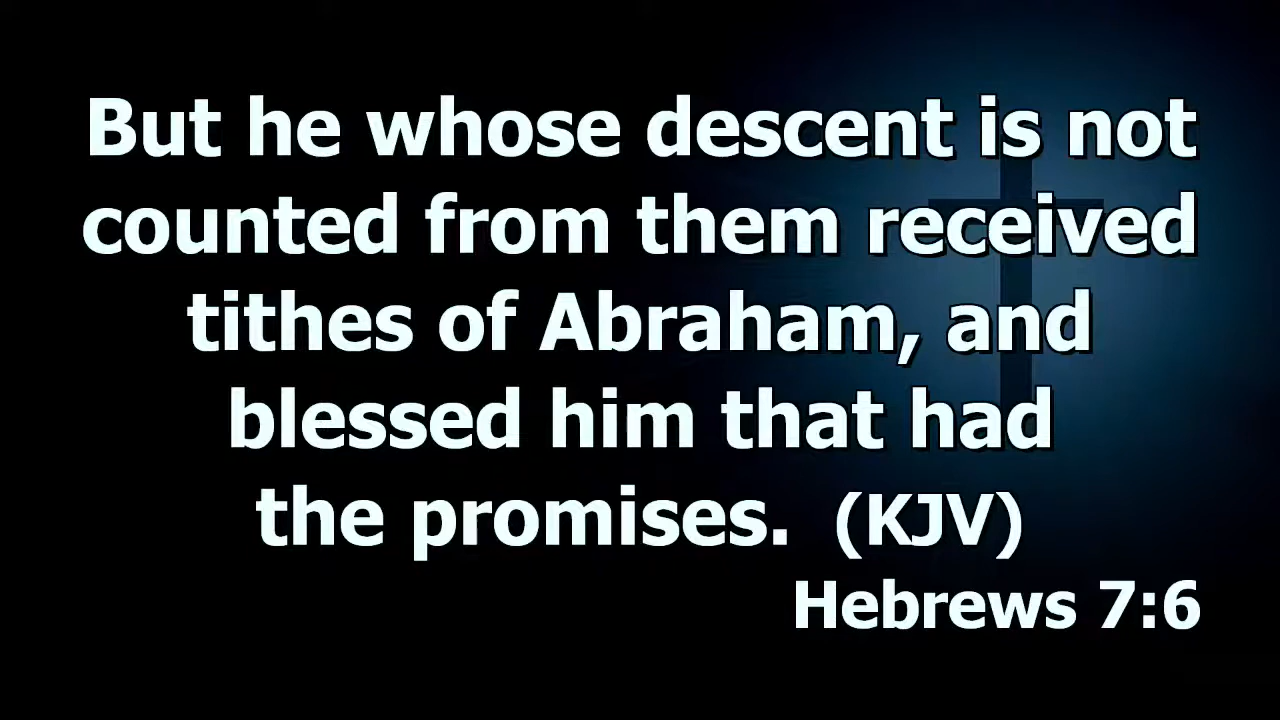 But he whose descent is not
counted from them received
tithes of Abraham, and
blessed him that had
the promises. (KJV)
Hebrews 7:6